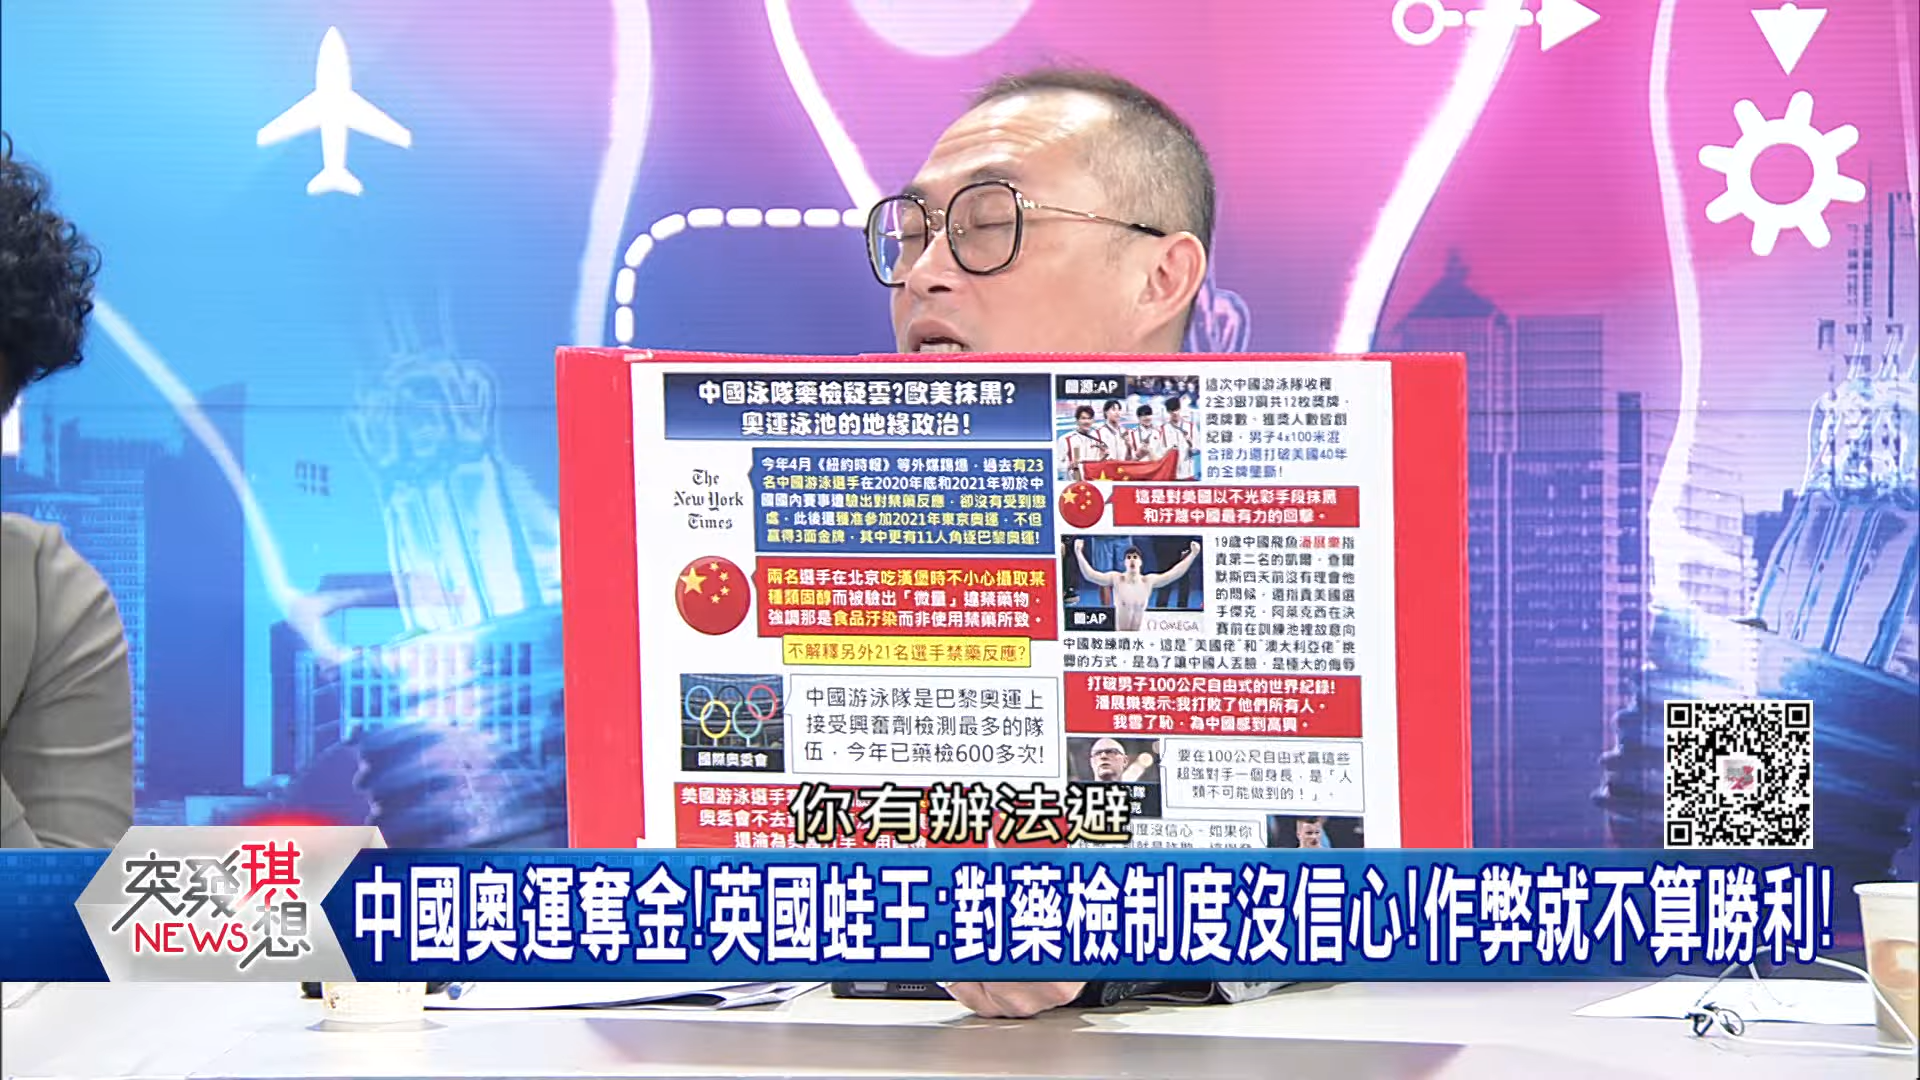 中國泳隊藥檢疑雲?歐美抹黑?
奧運泳池的地緣政治!
The
New York
Times
今年4月《紐約時報》等外媒踢爆,過去有23
名中國游泳選手在2020年底和2021年初於中
國國內賽事遭驗出對禁藥反應,卻沒有受到懲
處,此後還獲准參加2021年東京奧運,不但
贏得3面金牌,其中更有11人角逐巴黎奧運!
兩名選手在北京吃漢堡時不小心攝取某
種類固醇而被驗出「微量」違禁藥物,
強調那是食品汙染而非使用禁藥所致。
不解釋另外21名選手禁藥反應?
國際奧委會
中國游泳隊是巴黎奧運上
接受興奮劑檢測最多的隊
伍,今年已藥檢600多次!
美國游泳選手
奧委會不去
還淪為美
圖源:AP
這次中國游泳隊收穫
2金3銀7銅共12枚獎牌,
獎牌數、獲獎人數皆創
紀錄,男子4x100米混
合接力還打破美國40年
的金牌壟斷!
這是對美國以不光彩手段抹黑
和汙衊中國最有力的回擊。
圖:AP
OMEGA
19歲中國飛魚潘展樂指
責第二名的凱爾,查爾
默斯四天前沒有理會他
的問候,還指責美國選
手傑克,阿萊克西在決
賽前在訓練池裡故意向
中國教練噴水。這是"美國佬"和"澳大利亞佬"挑
釁的方式,是為了讓中國人丟臉,是極大的侮辱
打破男子100公尺自由式的世界紀錄!
潘展樂表示:我打敗了他們所有人。
我雪了恥,為中國感到高興。
隊
克
要在100公尺自由式贏這些
超強對手一個身長,是「人
類不可能做到的!」。
制度沒信心。如果你
你有辦法避
突發琪想
NEWS
中國奧運奪金!英國蛙王:對藥檢制度沒信心!作弊就不算勝利!